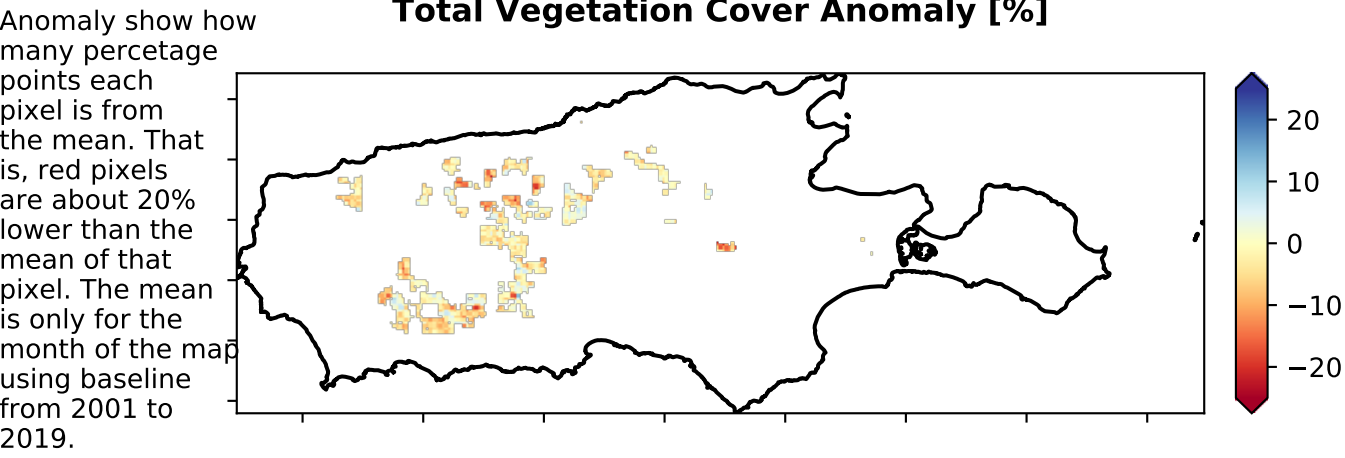 Total Vegetation Cover Anomaly [%]
Anomaly show how
many percetage
points each
pixel is from
the mean. That
is, red pixels
are about 20%
lower than the
mean of that
pixel. The mean
is only for the
month of the map
using baseline
from 2001 to
2019.
20
10
0
−10
−20